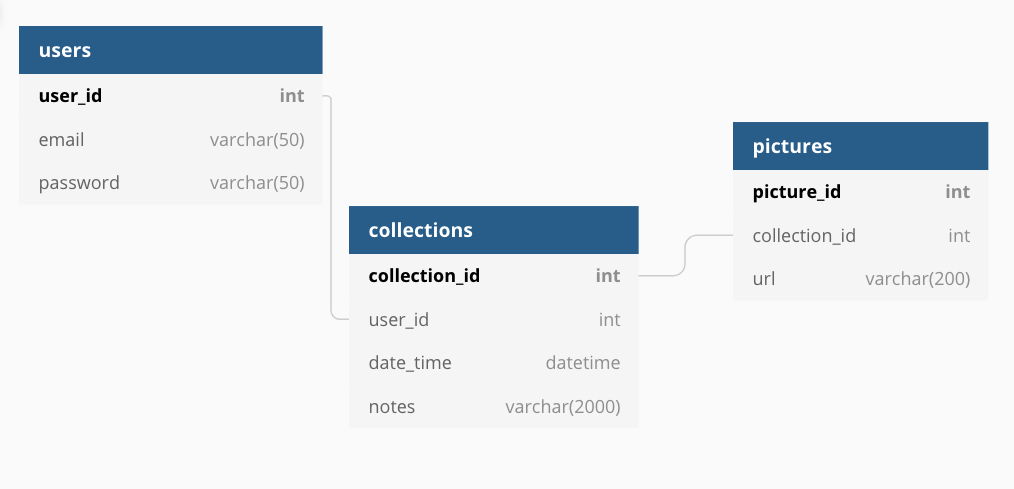 users
user_id int
email varchar(50)
password varchar(50)
collections
collection_id int
user_id int
date_time datetime
notes varchar(2000)
pictures
picture_id int
collection_id int
url varchar(200)